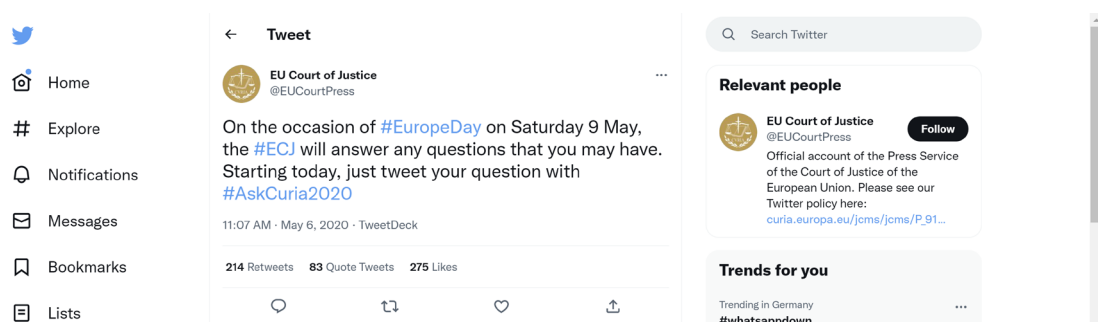 Home
Explore
Notifications
Messages
Bookmarks
Lists
Tweet
EU Court of Justice
@EUCourtPress
On the occasion of #EuropeDay on Saturday 9 May,
the #ECJ will answer any questions that you may have.
Starting today, just tweet your question with
#AskCuria2020
11:07 AM · May 6, 2020 · TweetDeck
214 Retweets 83 Quote Tweets 275 Likes
Search Twitter
Relevant people
EU Court of Justice
@EUCourtPress
Follow
Official account of the Press Service
of the Court of Justice of the
European Union. Please see our
Twitter policy here:
curia.europa.eu/jcms/jcms/P_91...
Trends for you
Trending in Germany
#whatsappdown